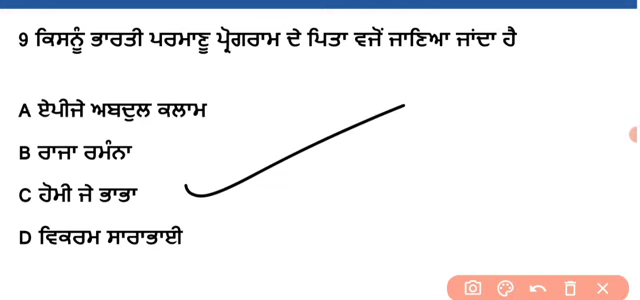 9 ਕਿਸਨੂੰ ਭਾਰਤੀ ਪਰਮਾਣੂ ਪ੍ਰੋਗਰਾਮ ਦੇ ਪਿਤਾ ਵਜੋਂ ਜਾਣਿਆ ਜਾਂਦਾ ਹੈ
A ਏਪੀਜੇ ਅਬਦੁਲ ਕਲਾਮ
B ਰਾਜਾ ਰਮੰਨਾ
C ਹੋਮੀ ਜੇ ਭਾਭਾ
D ਵਿਕਰਮ ਸਾਰਾਭਾਈ